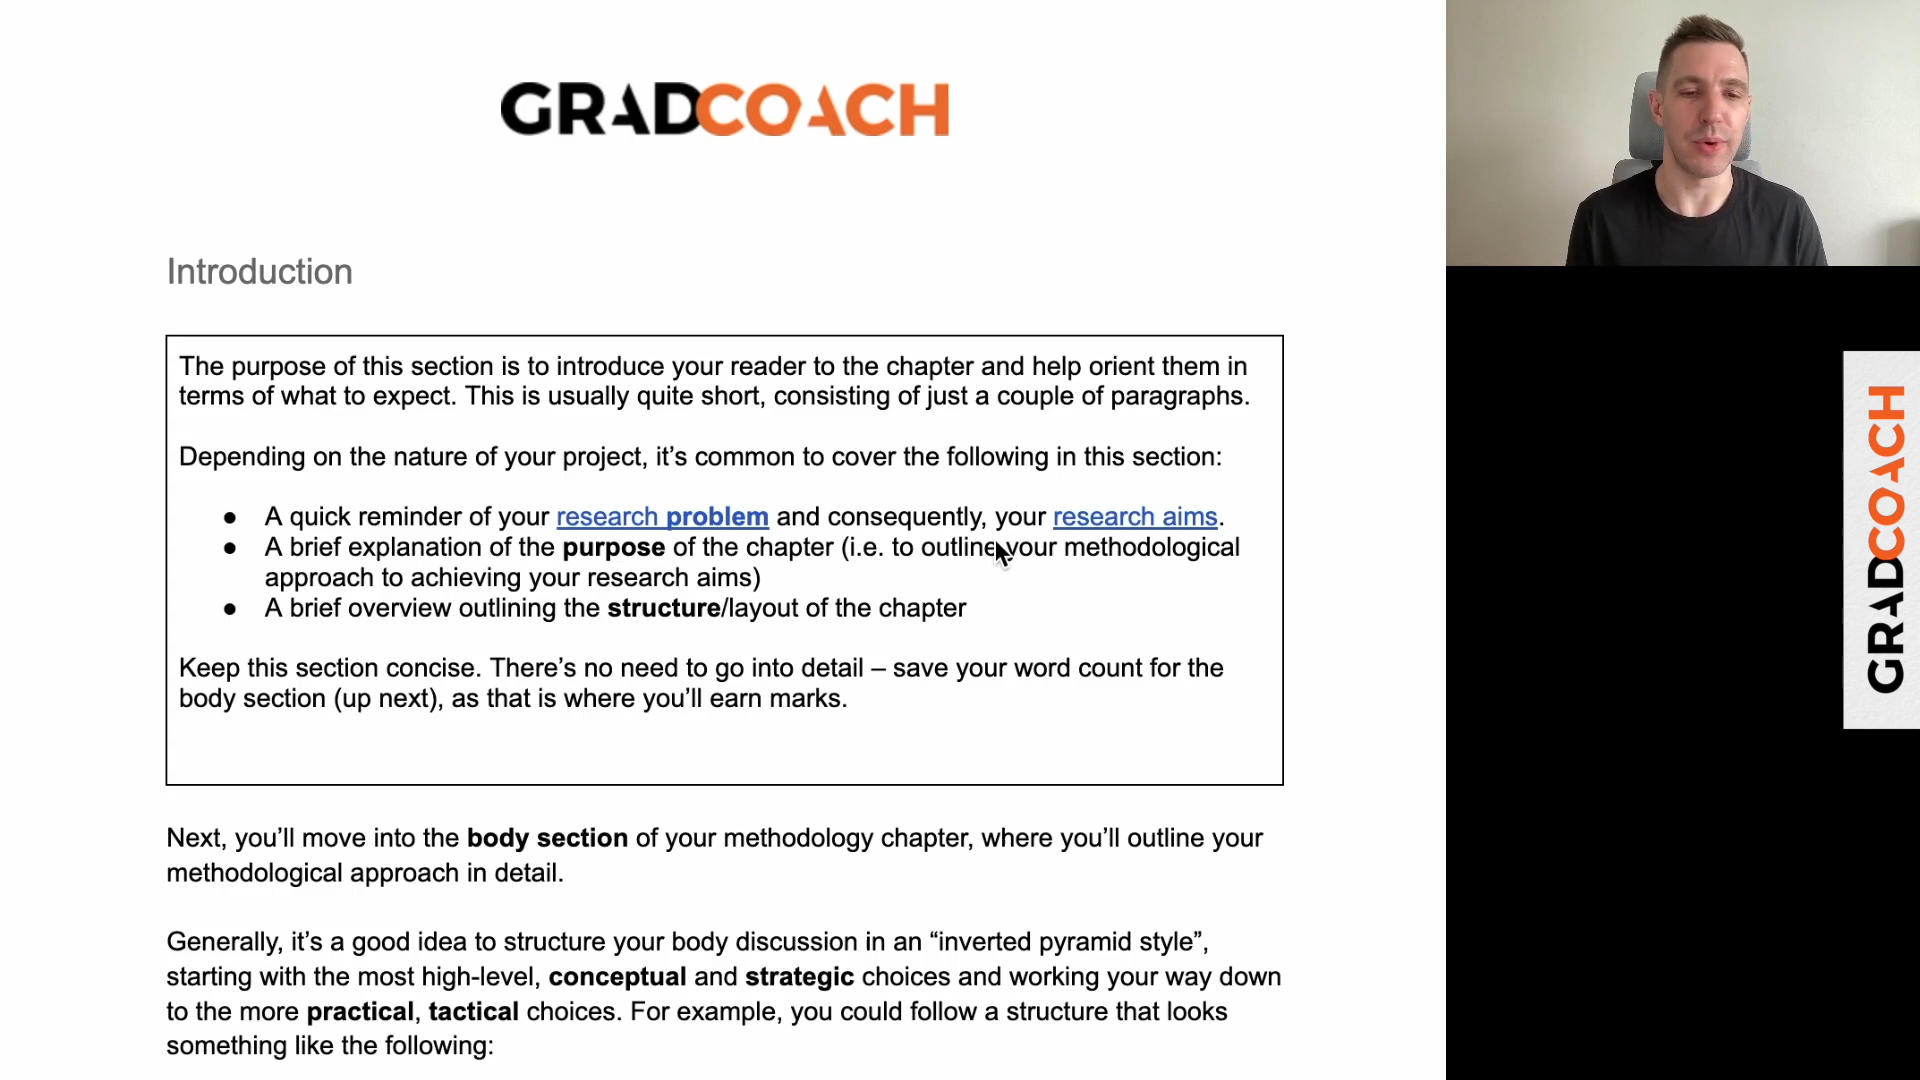 GRADCOACH
Introduction
The purpose of this section is to introduce your reader to the chapter and help orient them in
terms of what to expect. This is usually quite short, consisting of just a couple of paragraphs.
Depending on the nature of your project, it’s common to cover the following in this section:
● A quick reminder of your research problem and consequently, your research aims.
● A brief explanation of the purpose of the chapter (i.e. to outline your methodological
approach to achieving your research aims)
● A brief overview outlining the structure/layout of the chapter
Keep this section concise. There’s no need to go into detail – save your word count for the
body section (up next), as that is where you’ll earn marks.
Next, you’ll move into the body section of your methodology chapter, where you’ll outline your
methodological approach in detail.
Generally, it’s a good idea to structure your body discussion in an “inverted pyramid style”,
starting with the most high-level, conceptual and strategic choices and working your way down
to the more practical, tactical choices. For example, you could follow a structure that looks
something like the following:
GRADCOACH